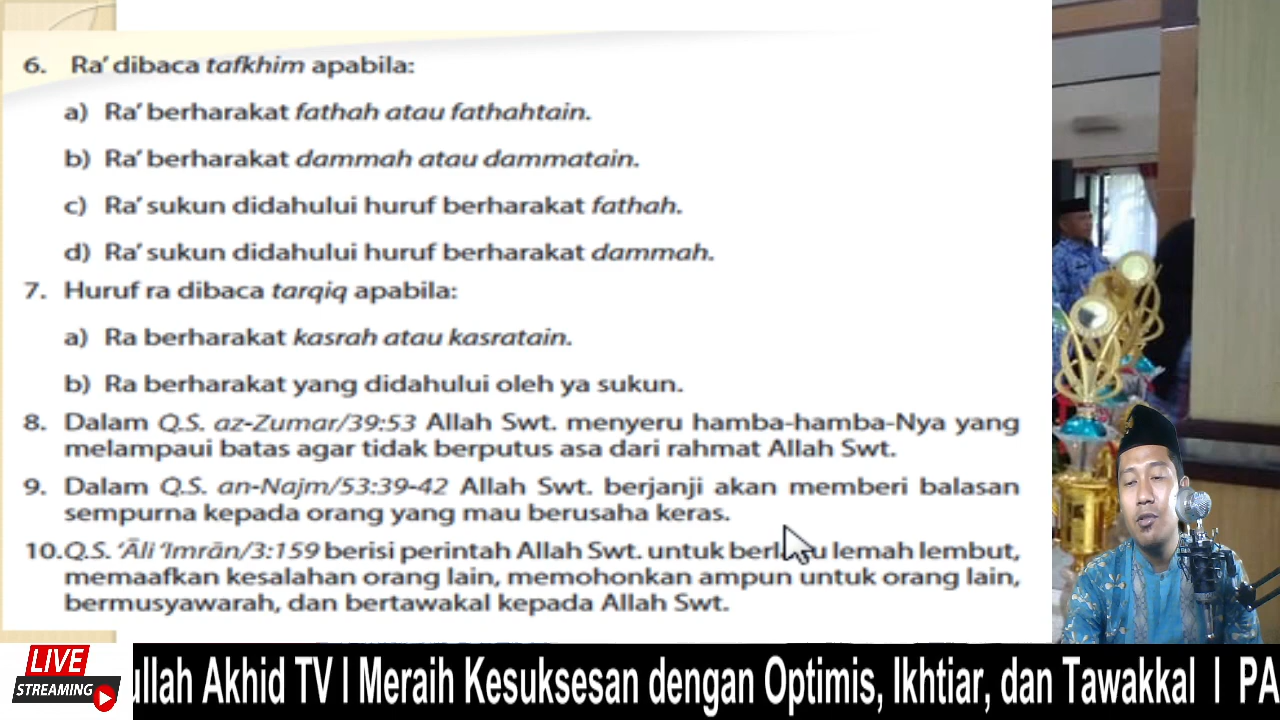 6. Ra’ dibaca tafkhim apabila:
a) Ra’ berharakat fathah atau fathahtain.
b) Ra’ berharakat dammah atau dammatain.
c) Ra’ sukun didahului huruf berharakat fathah.
d) Ra’ sukun didahului huruf berharakat dammah.
7. Huruf ra dibaca tarqiq apabila:
a) Ra berharakat kasrah atau kasratain.
b) Ra berharakat yang didahului oleh ya sukun.
8. Dalam Q.S. az-Zumar/39:53 Allah Swt. menyeru hamba-hamba-Nya yang
melampaui batas agar tidak berputus asa dari rahmat Allah Swt.
9. Dalam Q.S. an-Najm/53:39-42 Allah Swt. berjanji akan memberi balasan
sempurna kepada orang yang mau berusaha keras.
10. Q.S. ‘Āli ‘Imrān/3:159 berisi perintah Allah Swt. untuk lemah lembut,
memaafkan kesalahan orang lain, memohonkan ampun untuk orang lain,
bermusyawarah, dan bertawakal kepada Allah Swt.
LIVE
STREAMING
ullah Akhid TV l Meraih Kesuksesan dengan Optimis, Ikhtiar, dan Tawakkal l PA